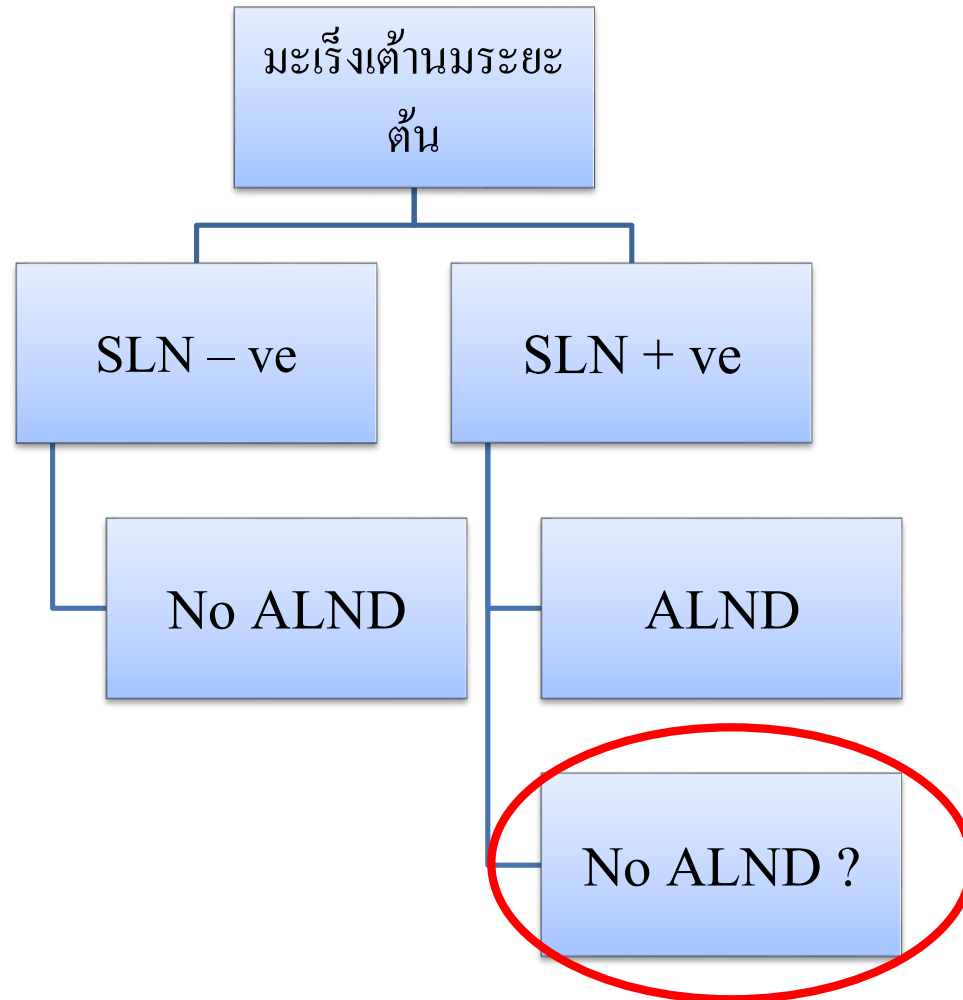 มะเร็งเต้านมระยะ
ต้น
SLN – ve
SLN + ve
No ALND
ALND
No ALND ?